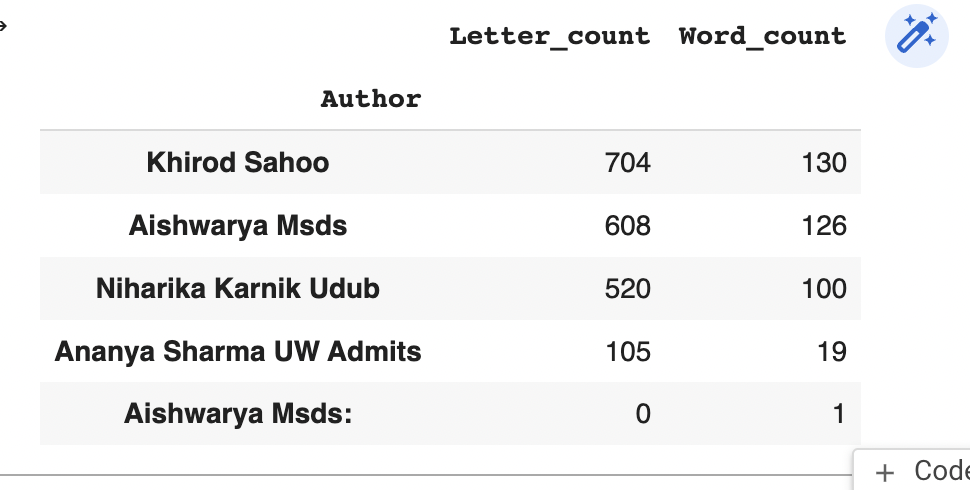 Letter_count Word_count
Author
Khirod Sahoo 704 130
Aishwarya Msds 608 126
Niharika Karnik Udub 520 100
Ananya Sharma UW Admits 105 19
Aishwarya Msds: 0 1
+ Code